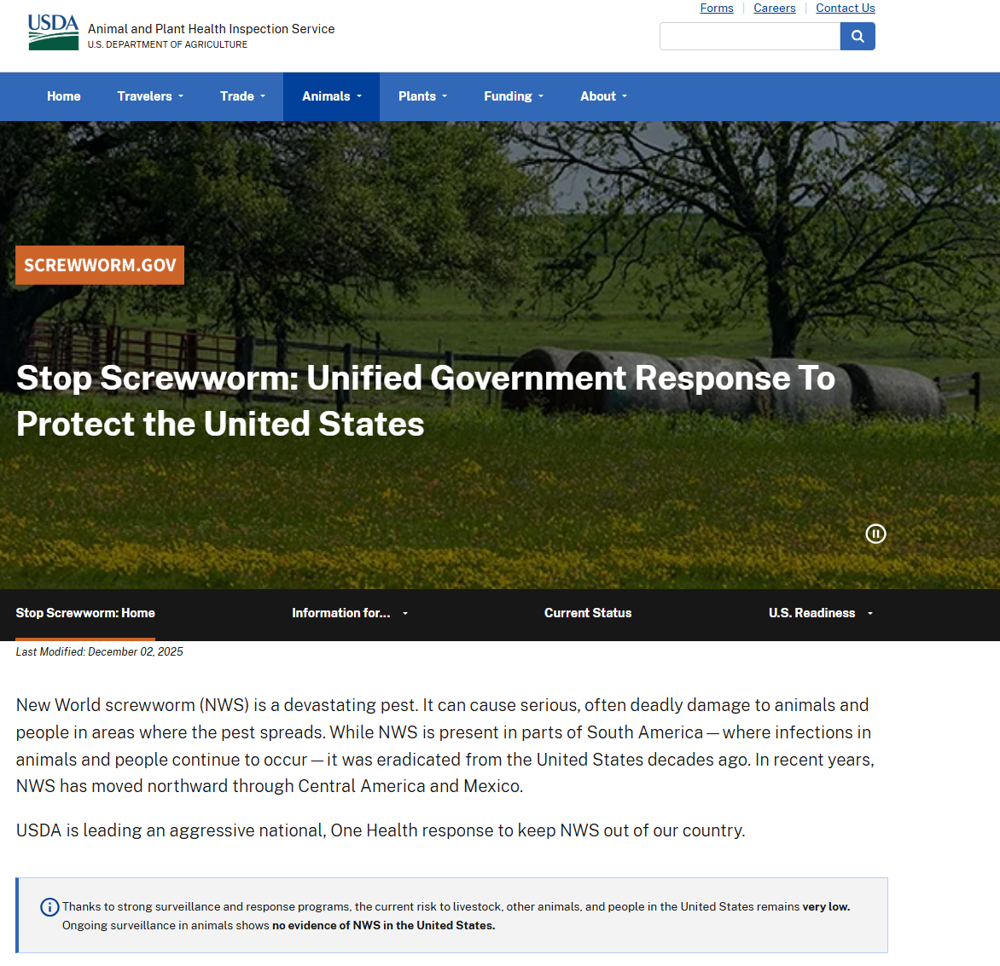 Forms
Careers
Contact Us
USDA
Animal and Plant Health Inspection Service
U.S. DEPARTMENT OF AGRICULTURE
Home
Travelers
Trade
Animals
Plants
Funding
About
SCREWWORM.GOV
Stop Screwworm: Unified Government Response To
Protect the United States
Stop Screwworm: Home
Information for...
Current Status
U.S. Readiness
Last Modified: December 02, 2025
New World screwworm (NWS) is a devastating pest. It can cause serious, often deadly damage to animals and
people in areas where the pest spreads. While NWS is present in parts of South America—where infections in
animals and people continue to occur—it was eradicated from the United States decades ago. In recent years,
NWS has moved northward through Central America and Mexico.
USDA is leading an aggressive national, One Health response to keep NWS out of our country.
Thanks to strong surveillance and response programs, the current risk to livestock, other animals, and people in the United States remains very low.
Ongoing surveillance in animals shows no evidence of NWS in the United States.